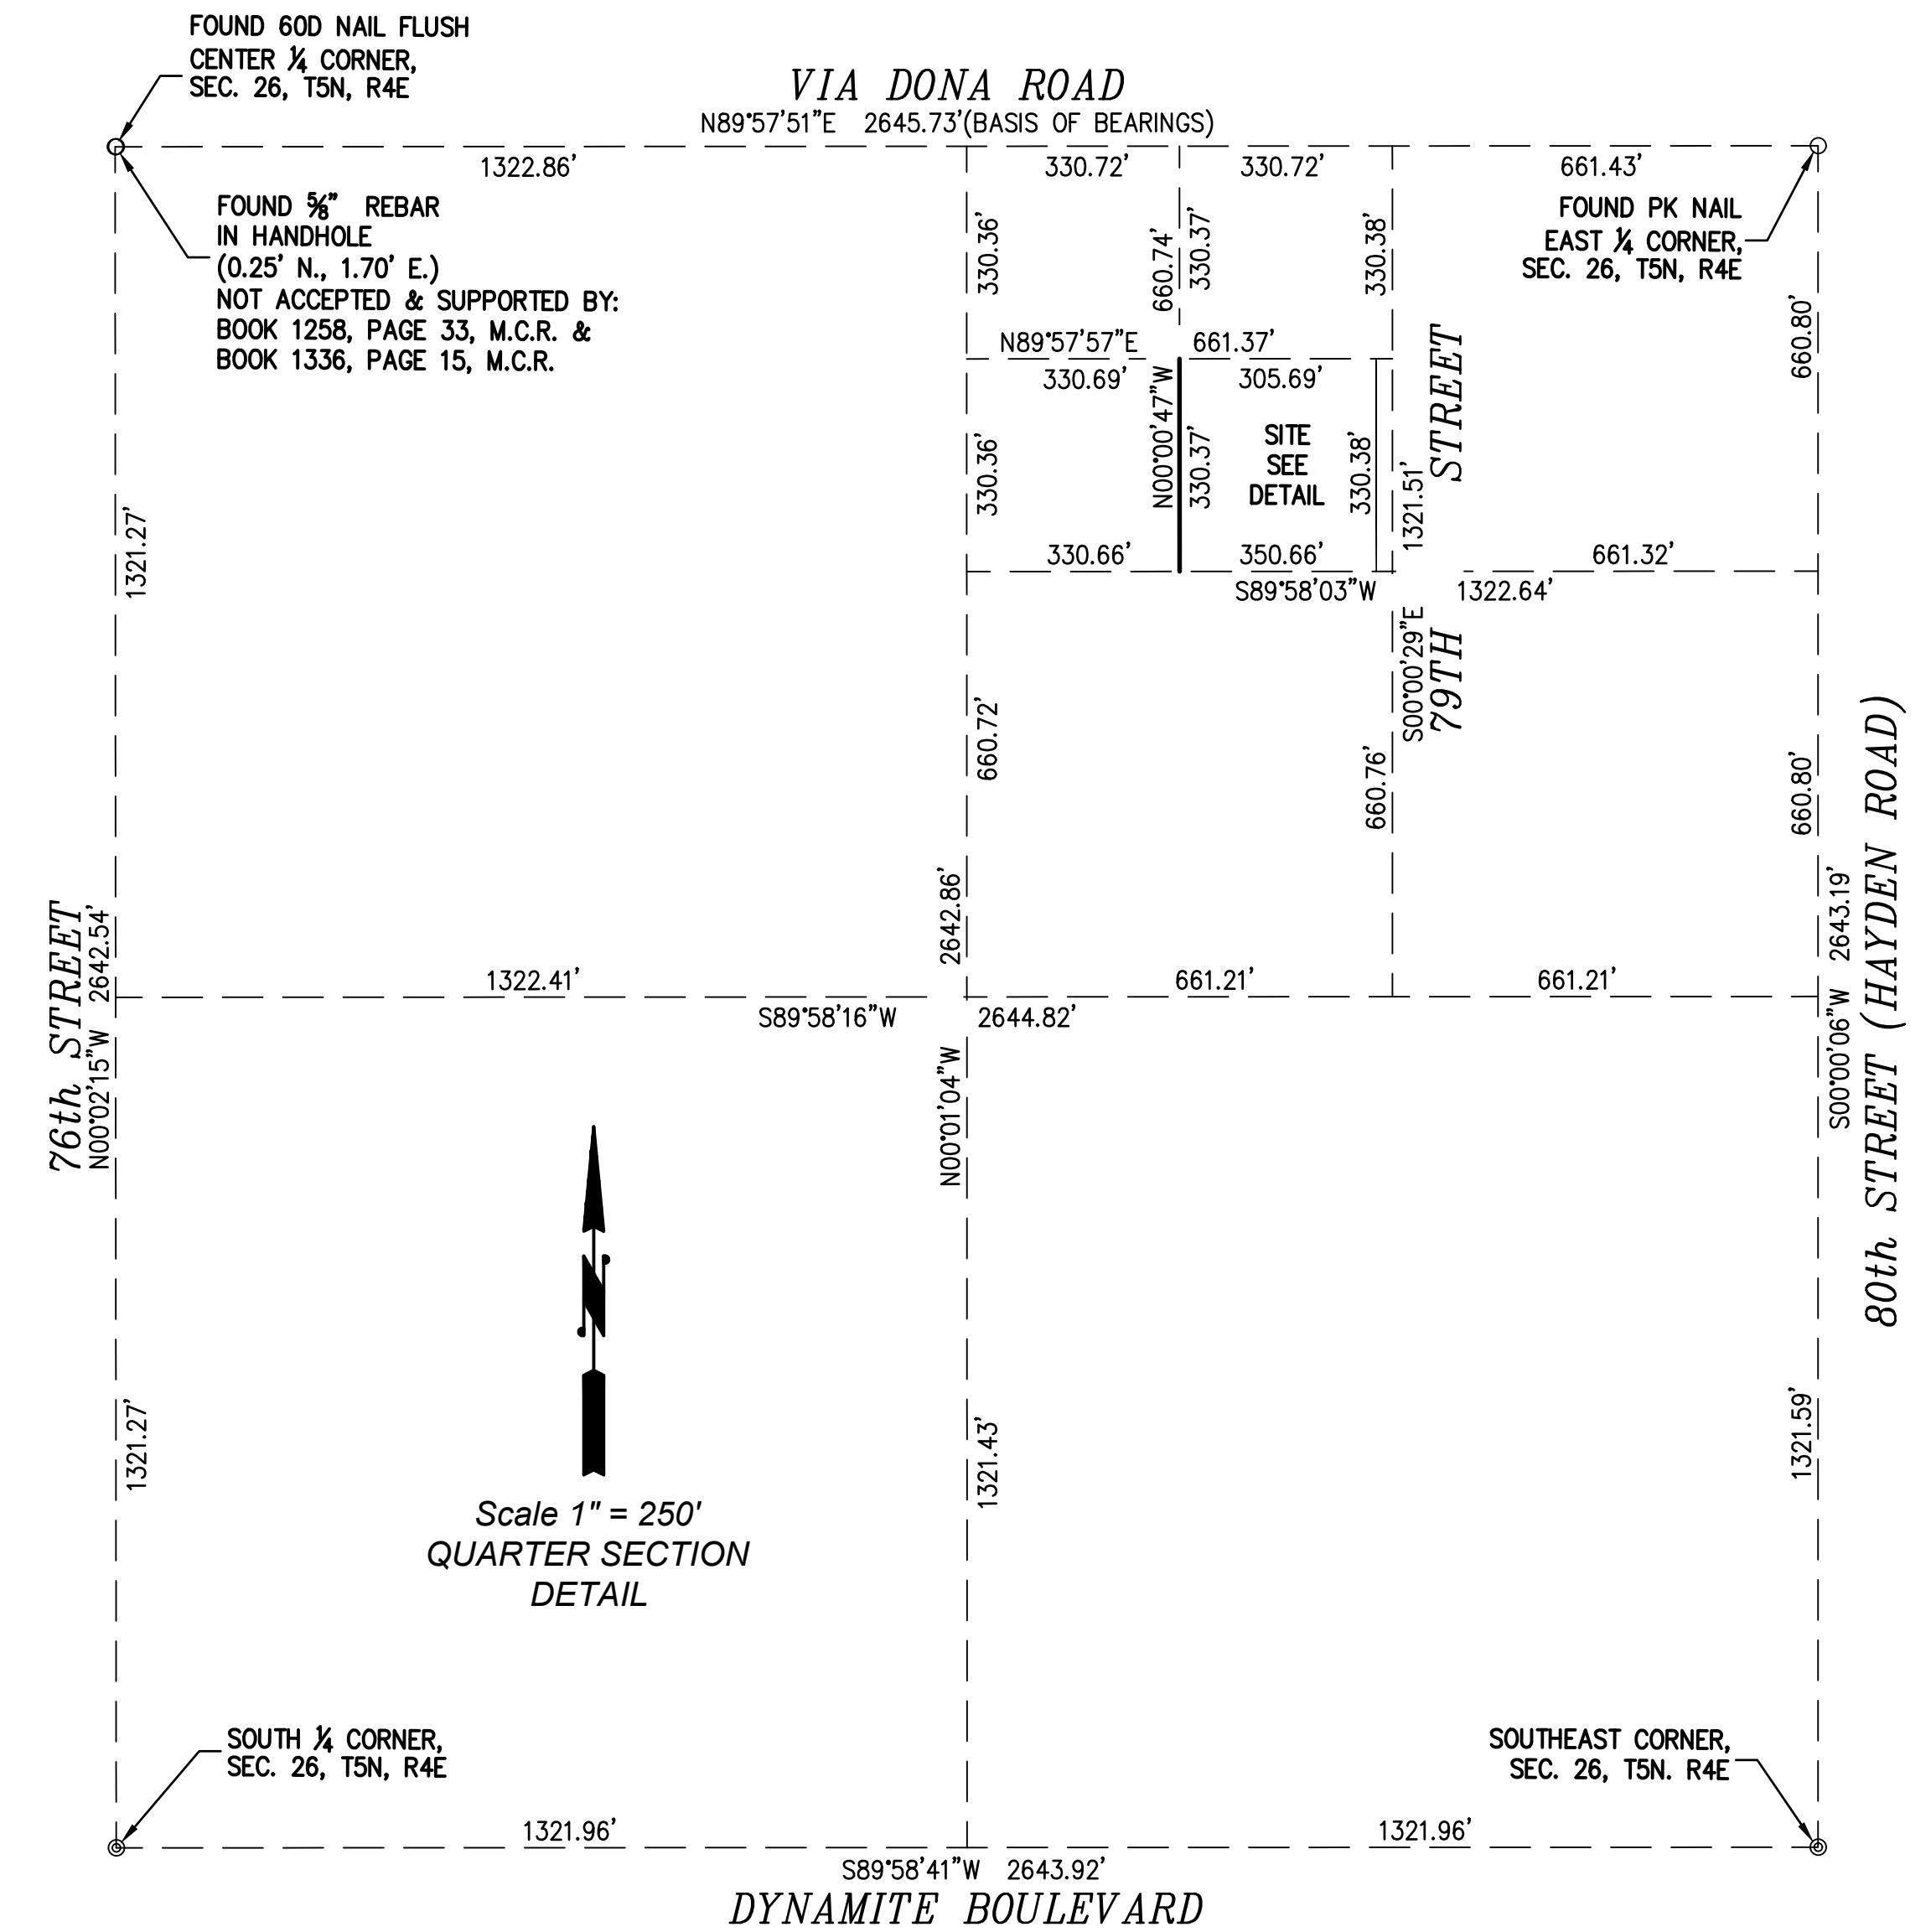 FOUND 60D NAIL FLUSH
CENTER ¼ CORNER,
SEC. 26, T5N, R4E
VIA DONA ROAD
N89°57'51"E 2645.73'(BASIS OF BEARINGS)
1322.86'
330.72'
330.72'
661.43'
FOUND ⅝" REBAR
IN HANDHOLE
(0.25' N., 1.70' E.)
NOT ACCEPTED & SUPPORTED BY:
BOOK 1258, PAGE 33, M.C.R. &
BOOK 1336, PAGE 15, M.C.R.
FOUND PK NAIL
EAST ¼ CORNER,
SEC. 26, T5N, R4E
330.36'
660.74'
330.37'
330.38'
660.80'
N89°57'57"E 661.37'
330.69'
305.69'
330.36'
N00°00'47"W
330.37'
SITE
SEE
DETAIL
330.38'
1321.51'
79TH STREET
1321.27'
330.66'
350.66'
661.32'
S89°58'03"W 1322.64'
S00°00'29"E
660.72'
660.76'
660.80'
76th STREET
N00°02'15"W 2642.54'
2642.86'
S00°00'06"W 2643.19'
80th STREET (HAYDEN ROAD)
1322.41'
661.21'
661.21'
S89°58'16"W 2644.82'
N00°01'04"W
N
1321.27'
1321.43'
1321.59'
Scale 1" = 250'
QUARTER SECTION
DETAIL
SOUTH ¼ CORNER,
SEC. 26, T5N, R4E
SOUTHEAST CORNER,
SEC. 26, T5N. R4E
1321.96'
1321.96'
S89°58'41"W 2643.92'
DYNAMITE BOULEVARD